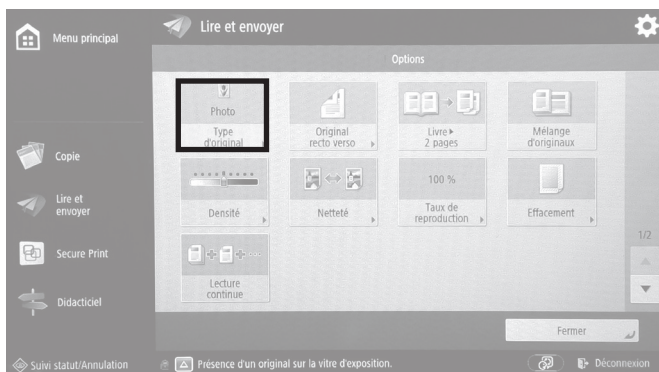 Menu principal
Lire et envoyer
Options
Photo
Type
d'original
Original
recto verso
Livre
2 pages
Mélange
d'originaux
Copie
Lire et
envoyer
Densité
Netteté
100 %
Taux de
reproduction
Effacement
Secure Print
1/2
Lecture
continue
Didacticiel
Fermer
Suivi statut/Annulation
Présence d'un original sur la vitre d'exposition.
Déconnexion